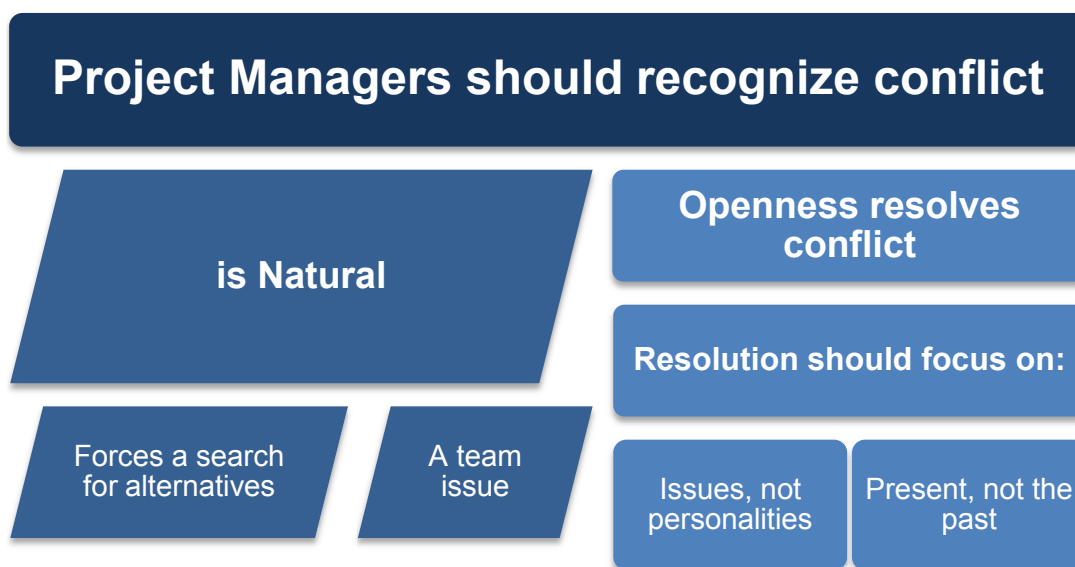 Project Managers should recognize conflict
is Natural
Forces a search
for alternatives
A team
issue
Openness resolves
conflict
Resolution should focus on:
Issues, not
personalities
Present, not the
past